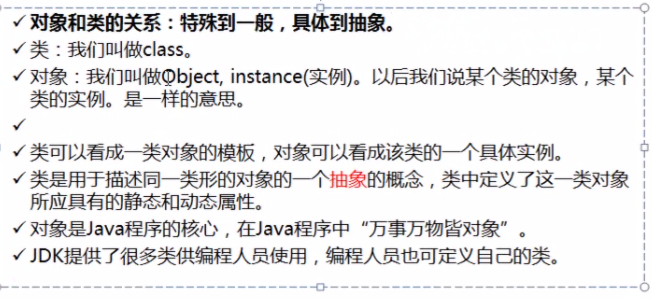 ✓ 对象和类的关系：特殊到一般，具体到抽象。
✓ 类：我们叫做class。
✓ 对象：我们叫做Object, instance(实例)。以后我们说某个类的对象，某个
类的实例。是一样的意思。
✓
✓ 类可以看成一类对象的模板，对象可以看成该类的一个具体实例。
✓ 类是用于描述同一类形的对象的一个抽象的概念，类中定义了这一类对象
所应具有的静态和动态属性。
✓ 对象是Java程序的核心，在Java程序中“万事万物皆对象”。
✓ JDK提供了很多类供编程人员使用，编程人员也可定义自己的类。